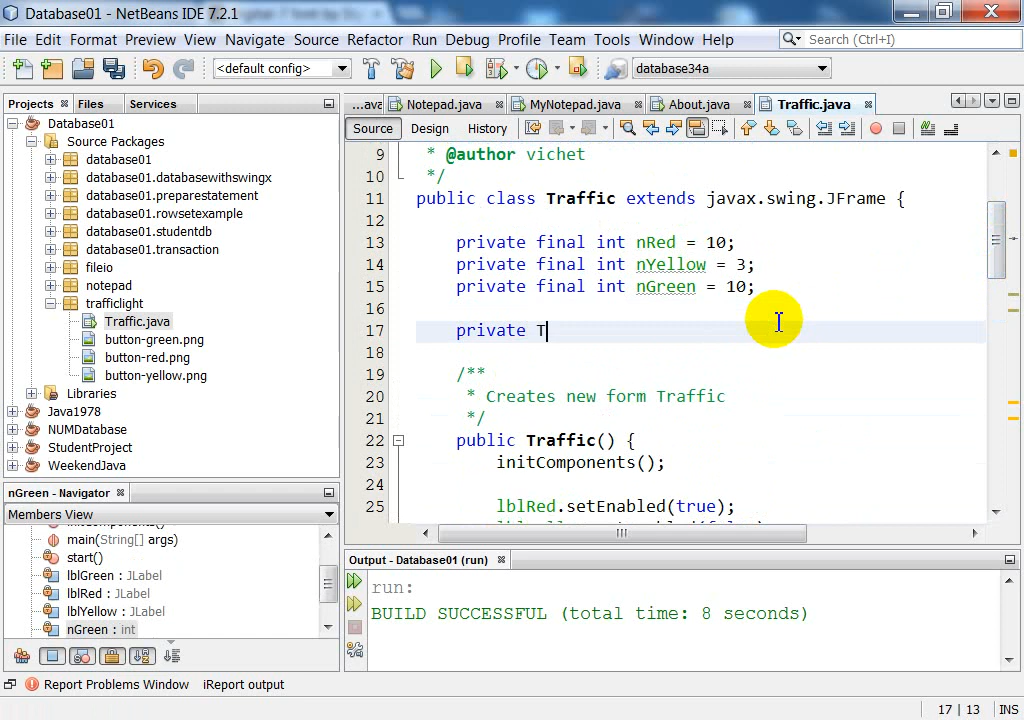 Database01 - NetBeans IDE 7.2.1
File Edit Format Preview View Navigate Source Refactor Run Debug Profile Team Tools Window Help
Search (Ctrl+I)
<default config>
database34a
Projects Files Services
Database01
Source Packages
database01
database01.databasewithswingx
database01.preparestatement
database01.rowsetexample
database01.studentdb
database01.transaction
fileio
notepad
trafficlight
Traffic.java
button-green.png
button-red.png
button-yellow.png
Libraries
Java1978
NUMDatabase
StudentProject
WeekendJava
nGreen - Navigator
Members View
main(String[] args)
start()
lblGreen : JLabel
lblRed : JLabel
lblYellow : JLabel
nGreen : int
...ava Notepad.java MyNotepad.java About.java Traffic.java
Source Design History
9 * @author vichet
10 */
11 public class Traffic extends javax.swing.JFrame {
12
13 private final int nRed = 10;
14 private final int nYellow = 3;
15 private final int nGreen = 10;
16
17 private T
18
19 /**
20 * Creates new form Traffic
21 */
22 public Traffic() {
23 initComponents();
24
25 lblRed.setEnabled(true);
Output - Database01 (run)
run:
BUILD SUCCESSFUL (total time: 8 seconds)
Report Problems Window iReport output
17 | 13 INS